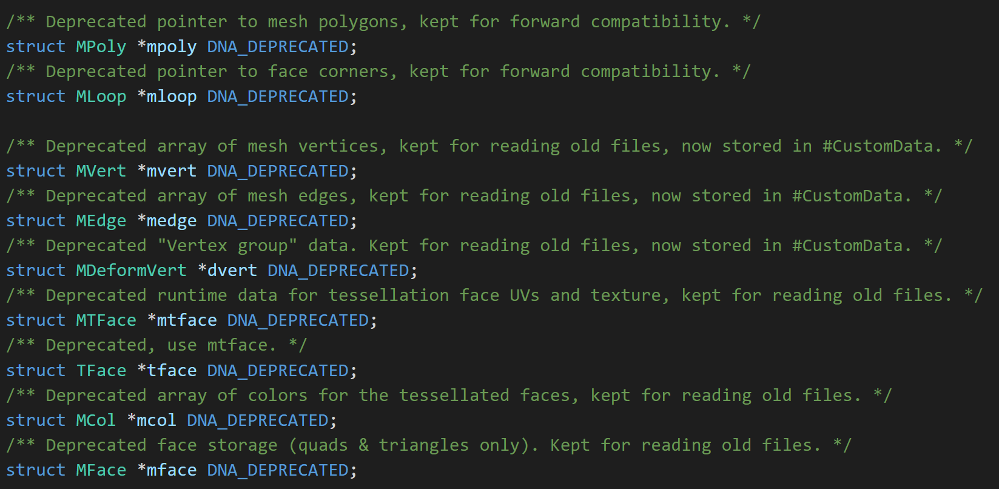 /** Deprecated pointer to mesh polygons, kept for forward compatibility. */
struct MPoly *mpoly DNA_DEPRECATED;
/** Deprecated pointer to face corners, kept for forward compatibility. */
struct MLoop *mloop DNA_DEPRECATED;
/** Deprecated array of mesh vertices, kept for reading old files, now stored in #CustomData. */
struct MVert *mvert DNA_DEPRECATED;
/** Deprecated array of mesh edges, kept for reading old files, now stored in #CustomData. */
struct MEdge *medge DNA_DEPRECATED;
/** Deprecated "Vertex group" data. Kept for reading old files, now stored in #CustomData. */
struct MDeformVert *dvert DNA_DEPRECATED;
/** Deprecated runtime data for tessellation face UVs and texture, kept for reading old files. */
struct MTFace *mtface DNA_DEPRECATED;
/** Deprecated, use mtface. */
struct TFace *tface DNA_DEPRECATED;
/** Deprecated array of colors for the tessellated faces, kept for reading old files. */
struct MCol *mcol DNA_DEPRECATED;
/** Deprecated face storage (quads & triangles only). Kept for reading old files. */
struct MFace *mface DNA_DEPRECATED;